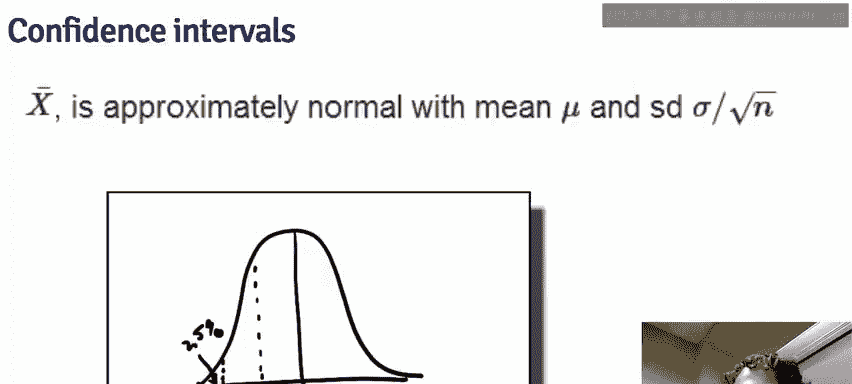 Confidence intervals
X̄, is approximately normal with mean μ and sd σ/√n
2.5%